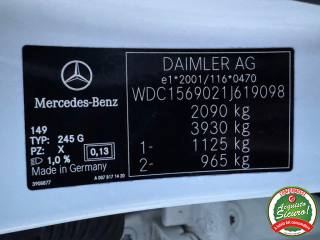 DAIMLER AG
e1*2001/116*0470
WDC1569021J619098
2090 kg
3930 kg
1- 1125 kg
2- 965 kg
Mercedes-Benz
149
TYP: 245 G
PZ: X
1,0 % 0,13
Made in Germany
Acquisto
Sicuro!